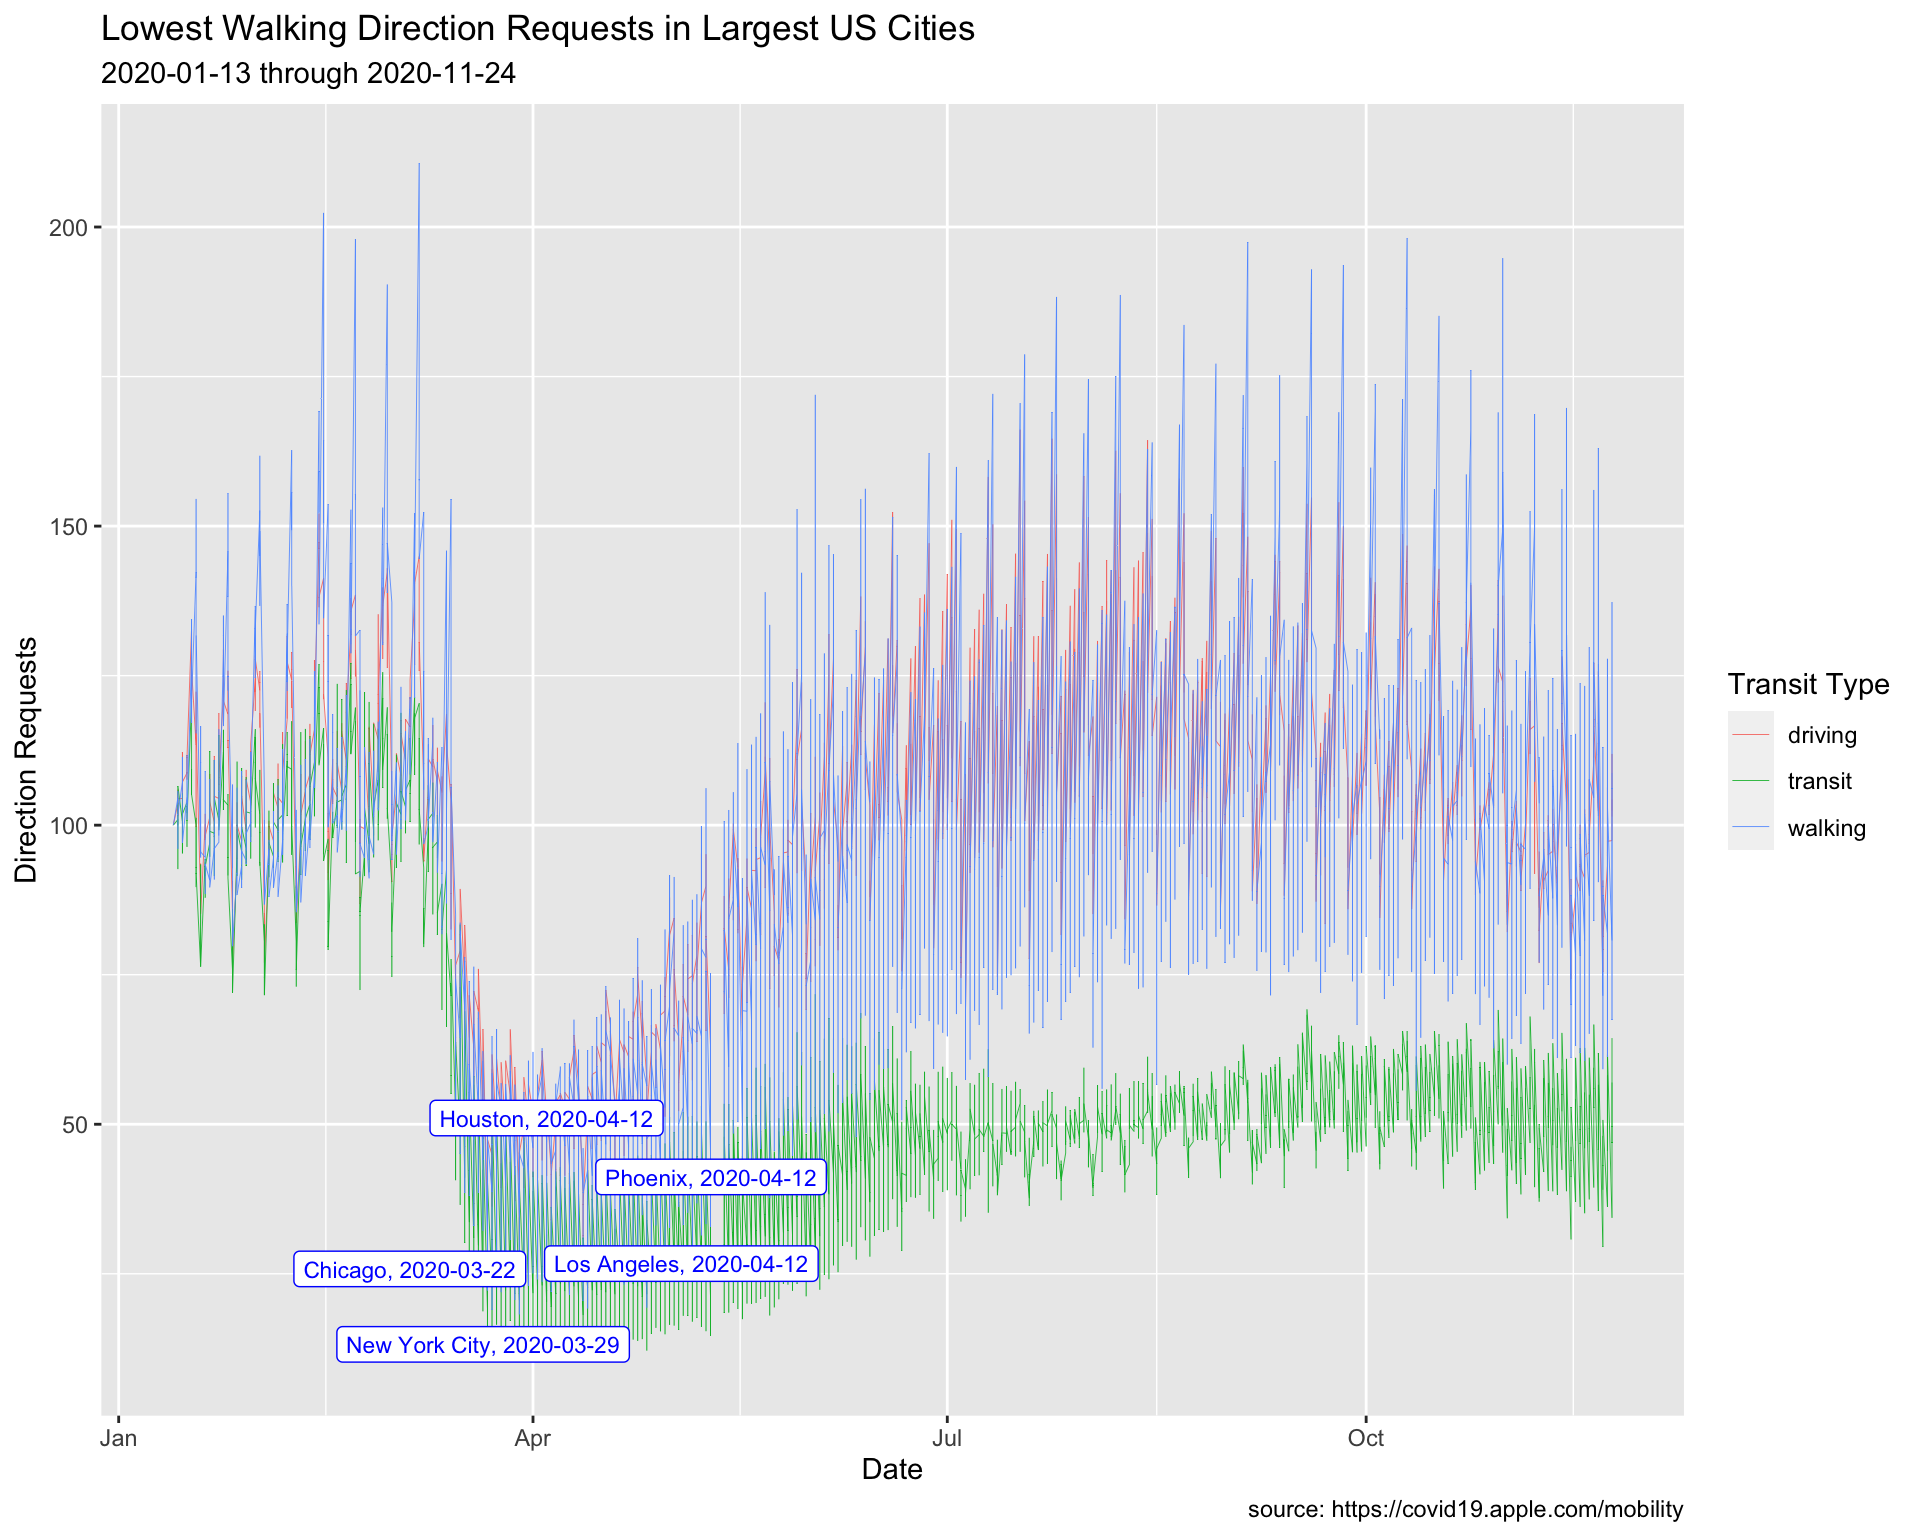 Lowest Walking Direction Requests in Largest US Cities
2020-01-13 through 2020-11-24
Direction Requests
200
150
100
50
Houston, 2020-04-12
Phoenix, 2020-04-12
Chicago, 2020-03-22
Los Angeles, 2020-04-12
New York City, 2020-03-29
Jan
Apr
Jul
Oct
Date
Transit Type
driving
transit
walking
source: https://covid19.apple.com/mobility